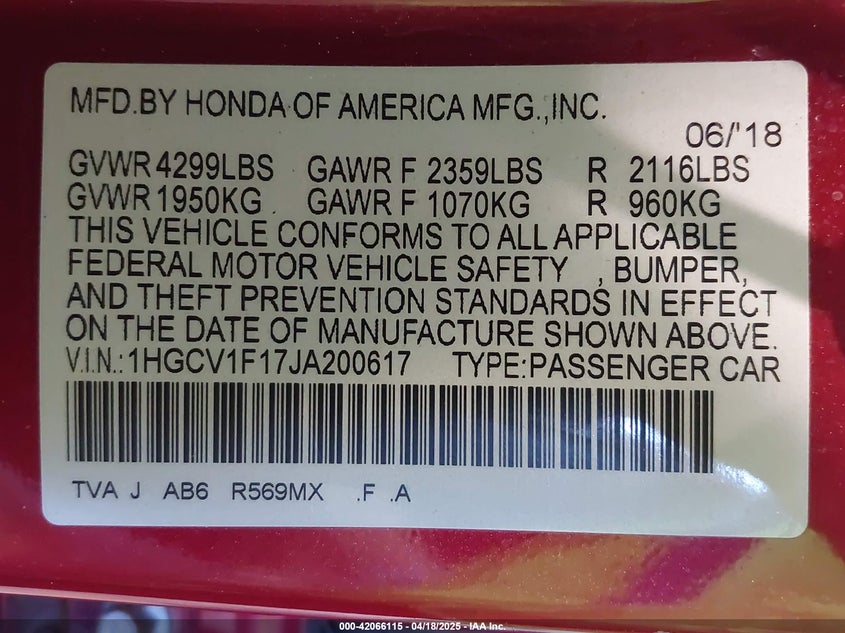 MFD.BY HONDA OF AMERICA MFG.,INC.
06/'18
GVWR 4299LBS GAWR F 2359LBS R 2116LBS
GVWR 1950KG GAWR F 1070KG R 960KG
THIS VEHICLE CONFORMS TO ALL APPLICABLE
FEDERAL MOTOR VEHICLE SAFETY , BUMPER,
AND THEFT PREVENTION STANDARDS IN EFFECT
ON THE DATE OF MANUFACTURE SHOWN ABOVE.
V.I.N.: 1HGCV1F17JA200617 TYPE:PASSENGER CAR
TVA J AB6 R569MX .F .A
000-42066115 - 04/18/2025 - IAA Inc.